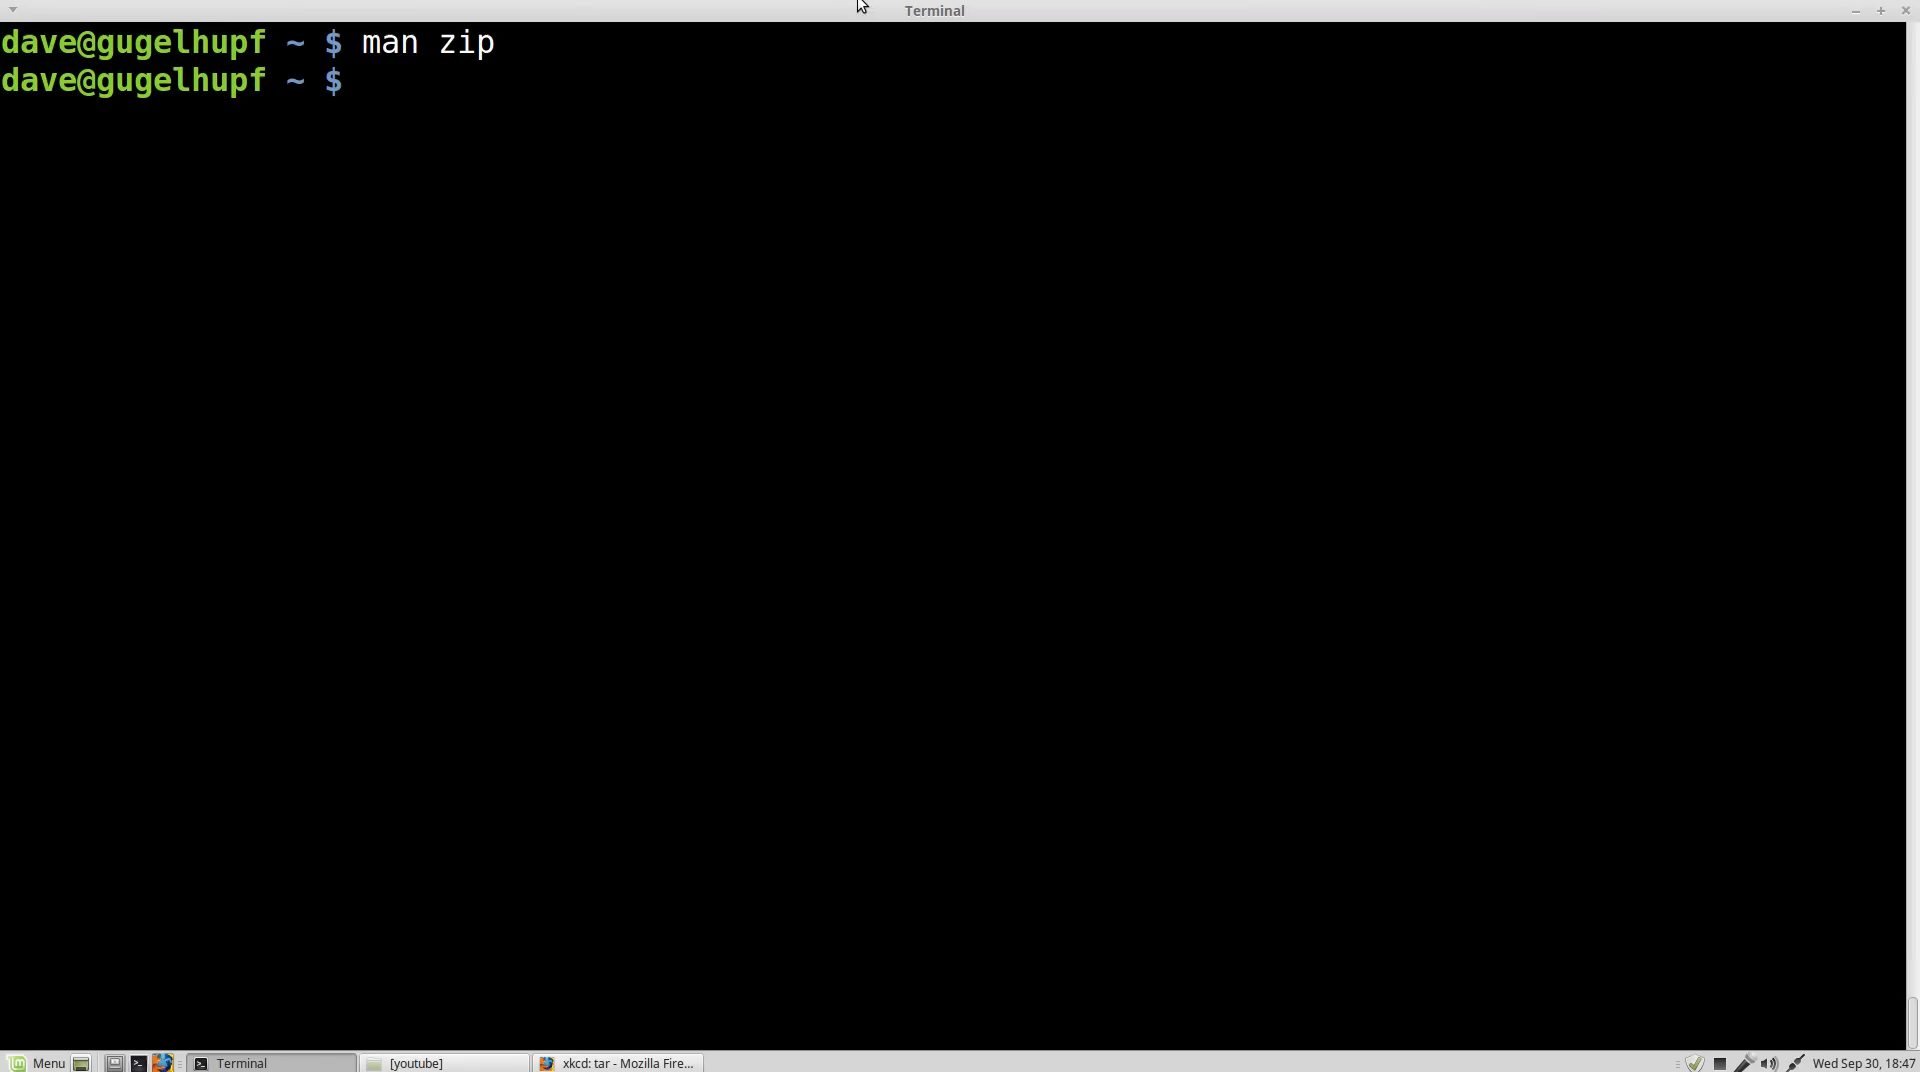 Terminal
dave@gugelhupf ~ $ man zip
dave@gugelhupf ~ $
Menu
Terminal
[youtube]
xkcd: tar - Mozilla Fire...
Wed Sep 30, 18:47